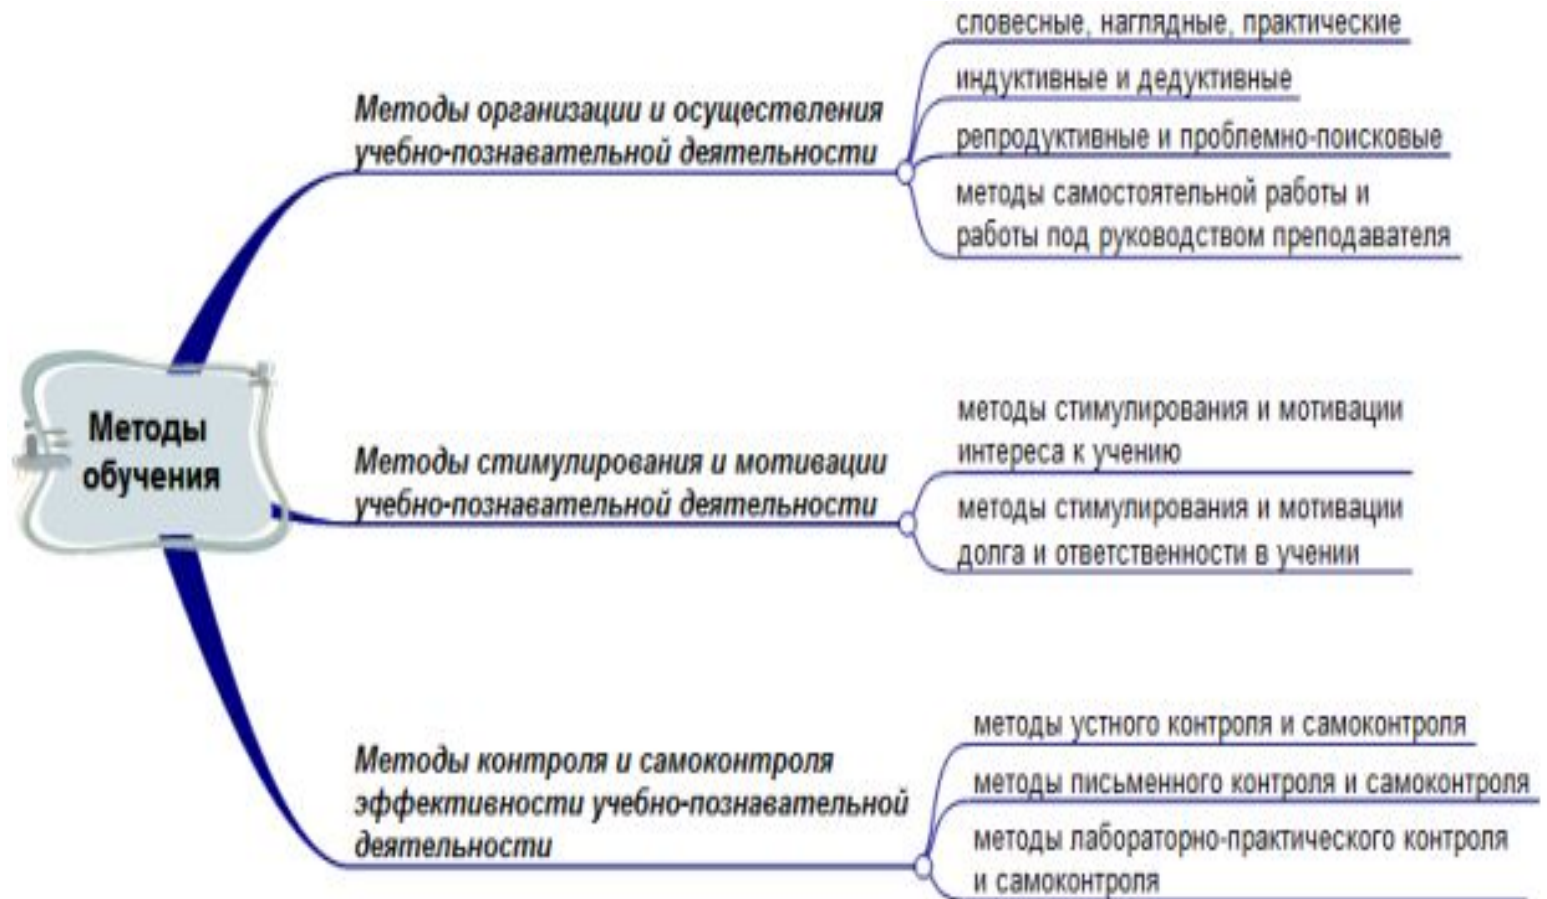 Методы
обучения
Методы организации и осуществления
учебно-познавательной деятельности
словесные, наглядные, практические
индуктивные и дедуктивные
репродуктивные и проблемно-поисковые
методы самостоятельной работы и
работы под руководством преподавателя
Методы стимулирования и мотивации
учебно-познавательной деятельности
методы стимулирования и мотивации
интереса к учению
методы стимулирования и мотивации
долга и ответственности в учении
Методы контроля и самоконтроля
эффективности учебно-познавательной
деятельности
методы устного контроля и самоконтроля
методы письменного контроля и самоконтроля
методы лабораторно-практического контроля
и самоконтроля